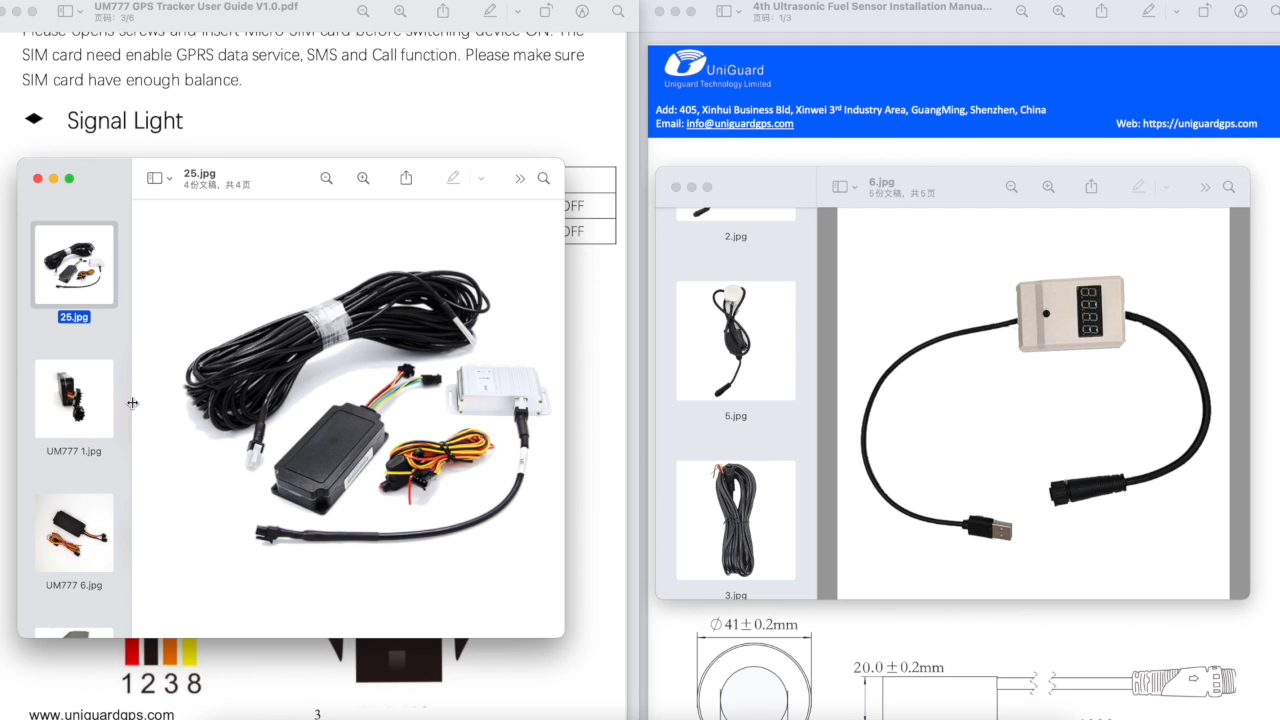 UM777 GPS Tracker User Guide V1.0.pdf
页码：3/6
Please opens screws and insert Micro SIM card before switching device ON. The
SIM card need enable GPRS data service, SMS and Call function. Please make sure
SIM card have enough balance.
Signal Light
OFF
OFF
25.jpg
4份文稿，共4页
25.jpg
UM777 1.jpg
UM777 6.jpg
1 2 3 8
www.uniguardgps.com
3
4th Ultrasonic Fuel Sensor Installation Manua...
页码：1/3
UniGuard
Uniguard Technology Limited
Add: 405, Xinhui Business Bld, Xinwei 3rd Industry Area, GuangMing, Shenzhen, China
Email: info@uniguardgps.com
Web: https://uniguardgps.com
6.jpg
5份文稿，共5页
2.jpg
5.jpg
3.jpg
8888
∅41±0.2mm
20.0±0.2mm